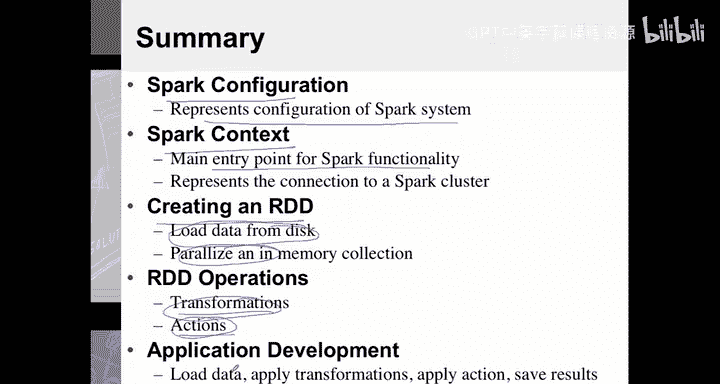 Summary
bilibili
• Spark Configuration
– Represents configuration of Spark system
• Spark Context
– Main entry point for Spark functionality
– Represents the connection to a Spark cluster
• Creating an RDD
– Load data from disk
– Parallize an in memory collection
• RDD Operations
– Transformations
– Actions
• Application Development
– Load data, apply transformations, apply action, save results